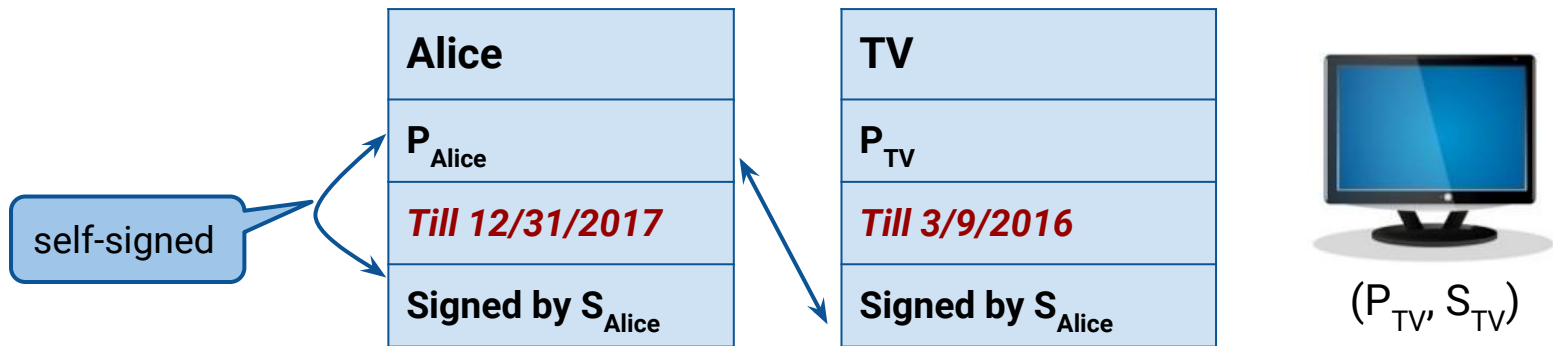 self-signed
Alice
P_Alice
Till 12/31/2017
Signed by S_Alice
TV
P_TV
Till 3/9/2016
Signed by S_Alice
(P_TV, S_TV)